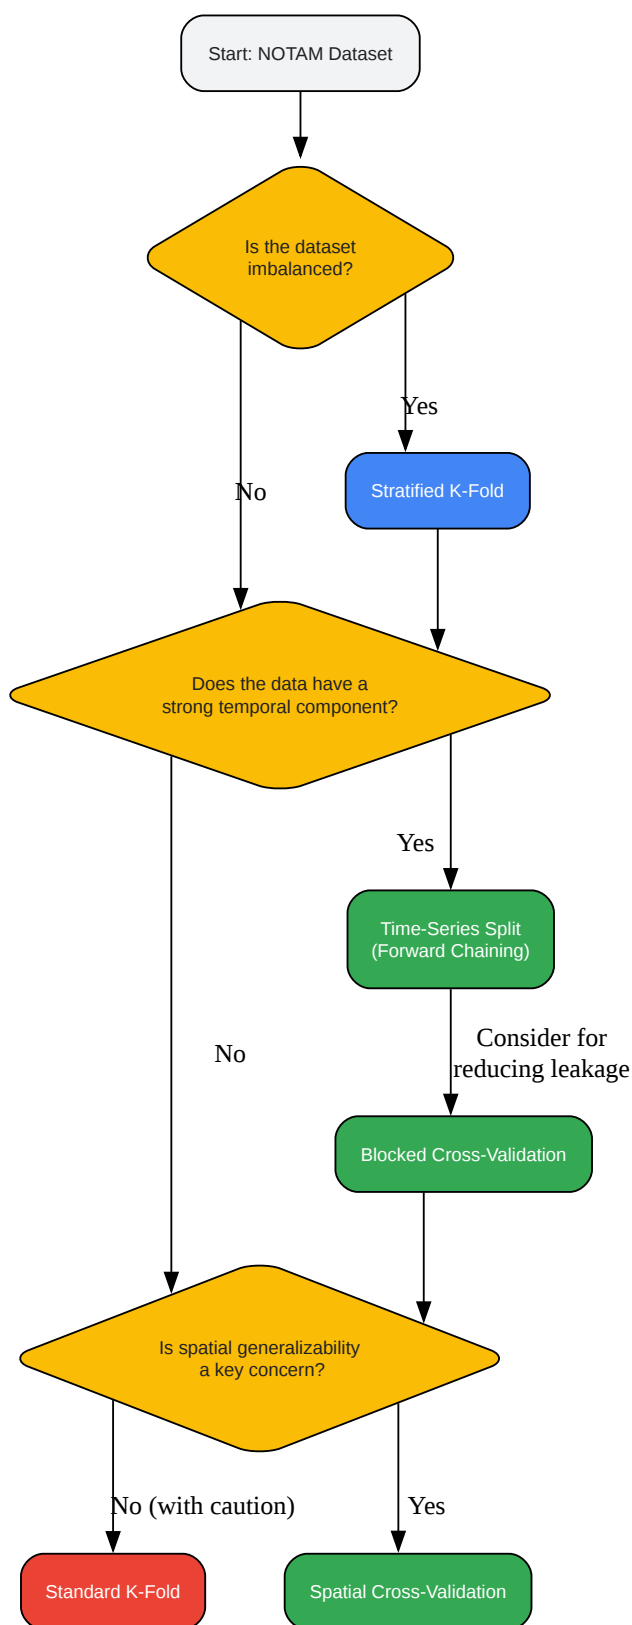 Start: NOTAM Dataset
Is the dataset
imbalanced?
Yes
No
Stratified K-Fold
Does the data have a
strong temporal component?
Yes
Time-Series Split
(Forward Chaining)
Consider for
reducing leakage
No
Blocked Cross-Validation
Is spatial generalizability
a key concern?
No (with caution)
Yes
Standard K-Fold
Spatial Cross-Validation